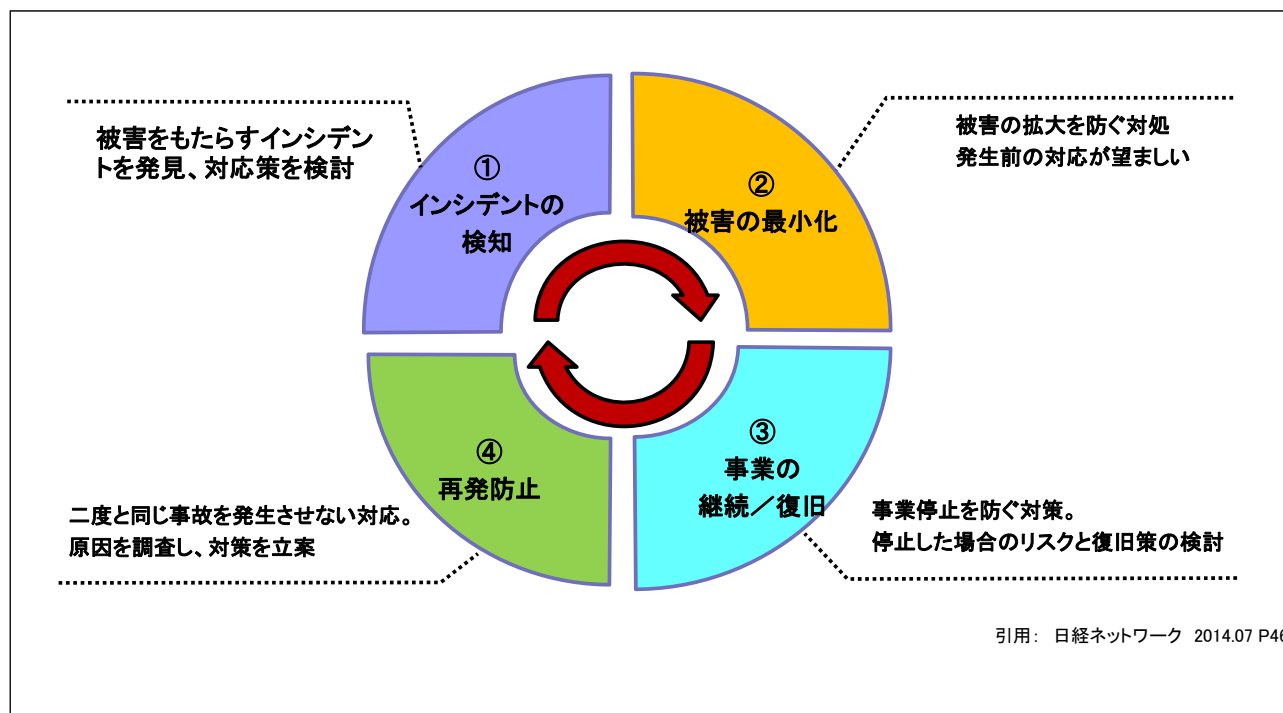 被害をもたらすインシデン
トを発見、対応策を検討
①
インシデントの
検知
②
被害の最小化
被害の拡大を防ぐ対処
発生前の対応が望ましい
④
再発防止
二度と同じ事故を発生させない対応。
原因を調査し、対策を立案
③
事業の
継続／復旧
事業停止を防ぐ対策。
停止した場合のリスクと復旧策の検討
引用： 日経ネットワーク 2014.07 P46